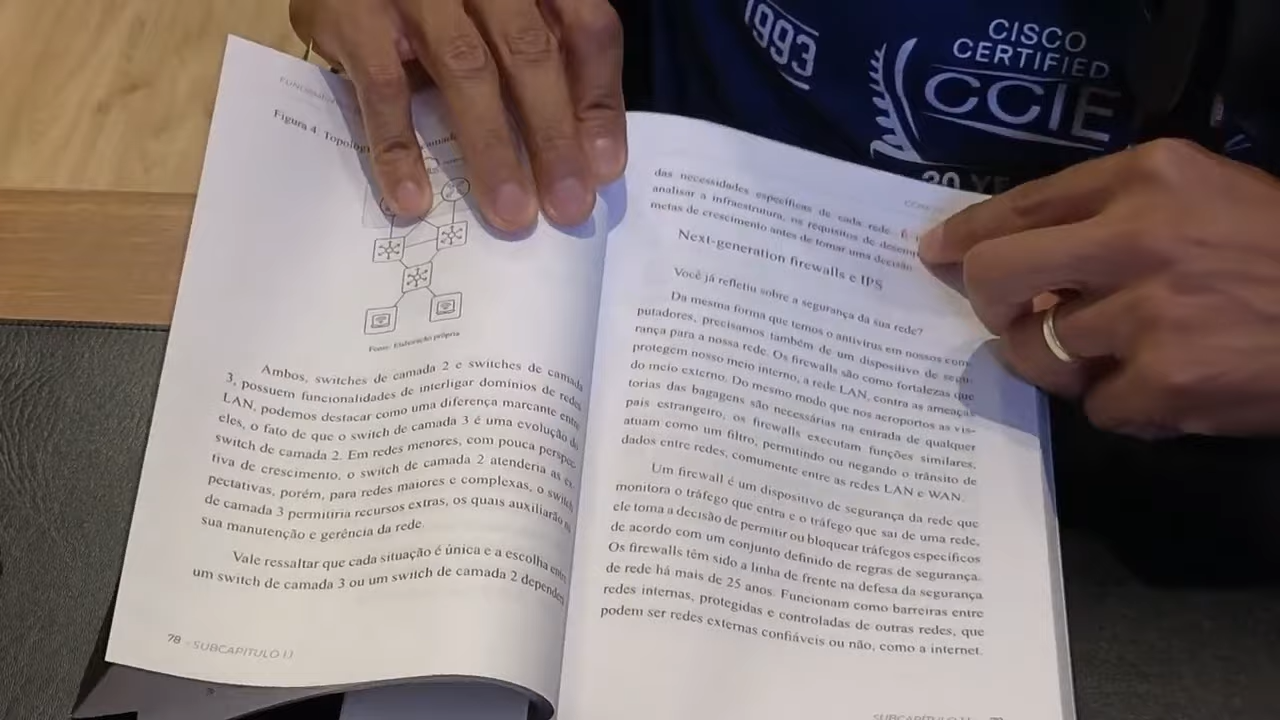 1993
CISCO
CERTIFIED
CCIE
30
Figura 4.
Fonte: Elaboração própria
Ambos, switches de camada 2 e switches de camada
3, possuem funcionalidades de interligar domínios de redes
LAN, podemos destacar como uma diferença marcante entre
eles, o fato de que o switch de camada 3 é uma evolução do
switch de camada 2. Em redes menores, com pouca perspec-
tiva de crescimento, o switch de camada 2 atenderia as ex-
pectativas, porém, para redes maiores e complexas, o switch
de camada 3 permitiria recursos extras, os quais auxiliarão na
sua manutenção e gerência da rede.
Vale ressaltar que cada situação é única e a escolha entre
um switch de camada 3 ou um switch de camada 2 dependerá
78 - SUBCAPÍTULO 1.1
das necessidades específicas de cada rede. É
analisar a infraestrutura, os requisitos de
metas de crescimento antes de tomar uma decisão
Next-generation firewalls e IPS
Você já refletiu sobre a segurança da sua rede?
Da mesma forma que temos o antivírus em nossos com-
putadores, precisamos também de um dispositivo de segu-
rança para a nossa rede. Os firewalls são como fortalezas que
protegem nosso meio interno, a rede LAN, contra as ameaças
do meio externo. Do mesmo modo que nos aeroportos as vis-
torias das bagagens são necessárias na entrada de qualquer
país estrangeiro, os firewalls executam funções similares,
atuam como um filtro, permitindo ou negando o trânsito de
dados entre redes, comumente entre as redes LAN e WAN.
Um firewall é um dispositivo de segurança da rede que
monitora o tráfego que entra e o tráfego que sai de uma rede,
ele toma a decisão de permitir ou bloquear tráfegos específicos
de acordo com um conjunto definido de regras de segurança.
Os firewalls têm sido a linha de frente na defesa da segurança
de rede há mais de 25 anos. Funcionam como barreiras entre
redes internas, protegidas e controladas de outras redes, que
podem ser redes externas confiáveis ou não, como a internet.